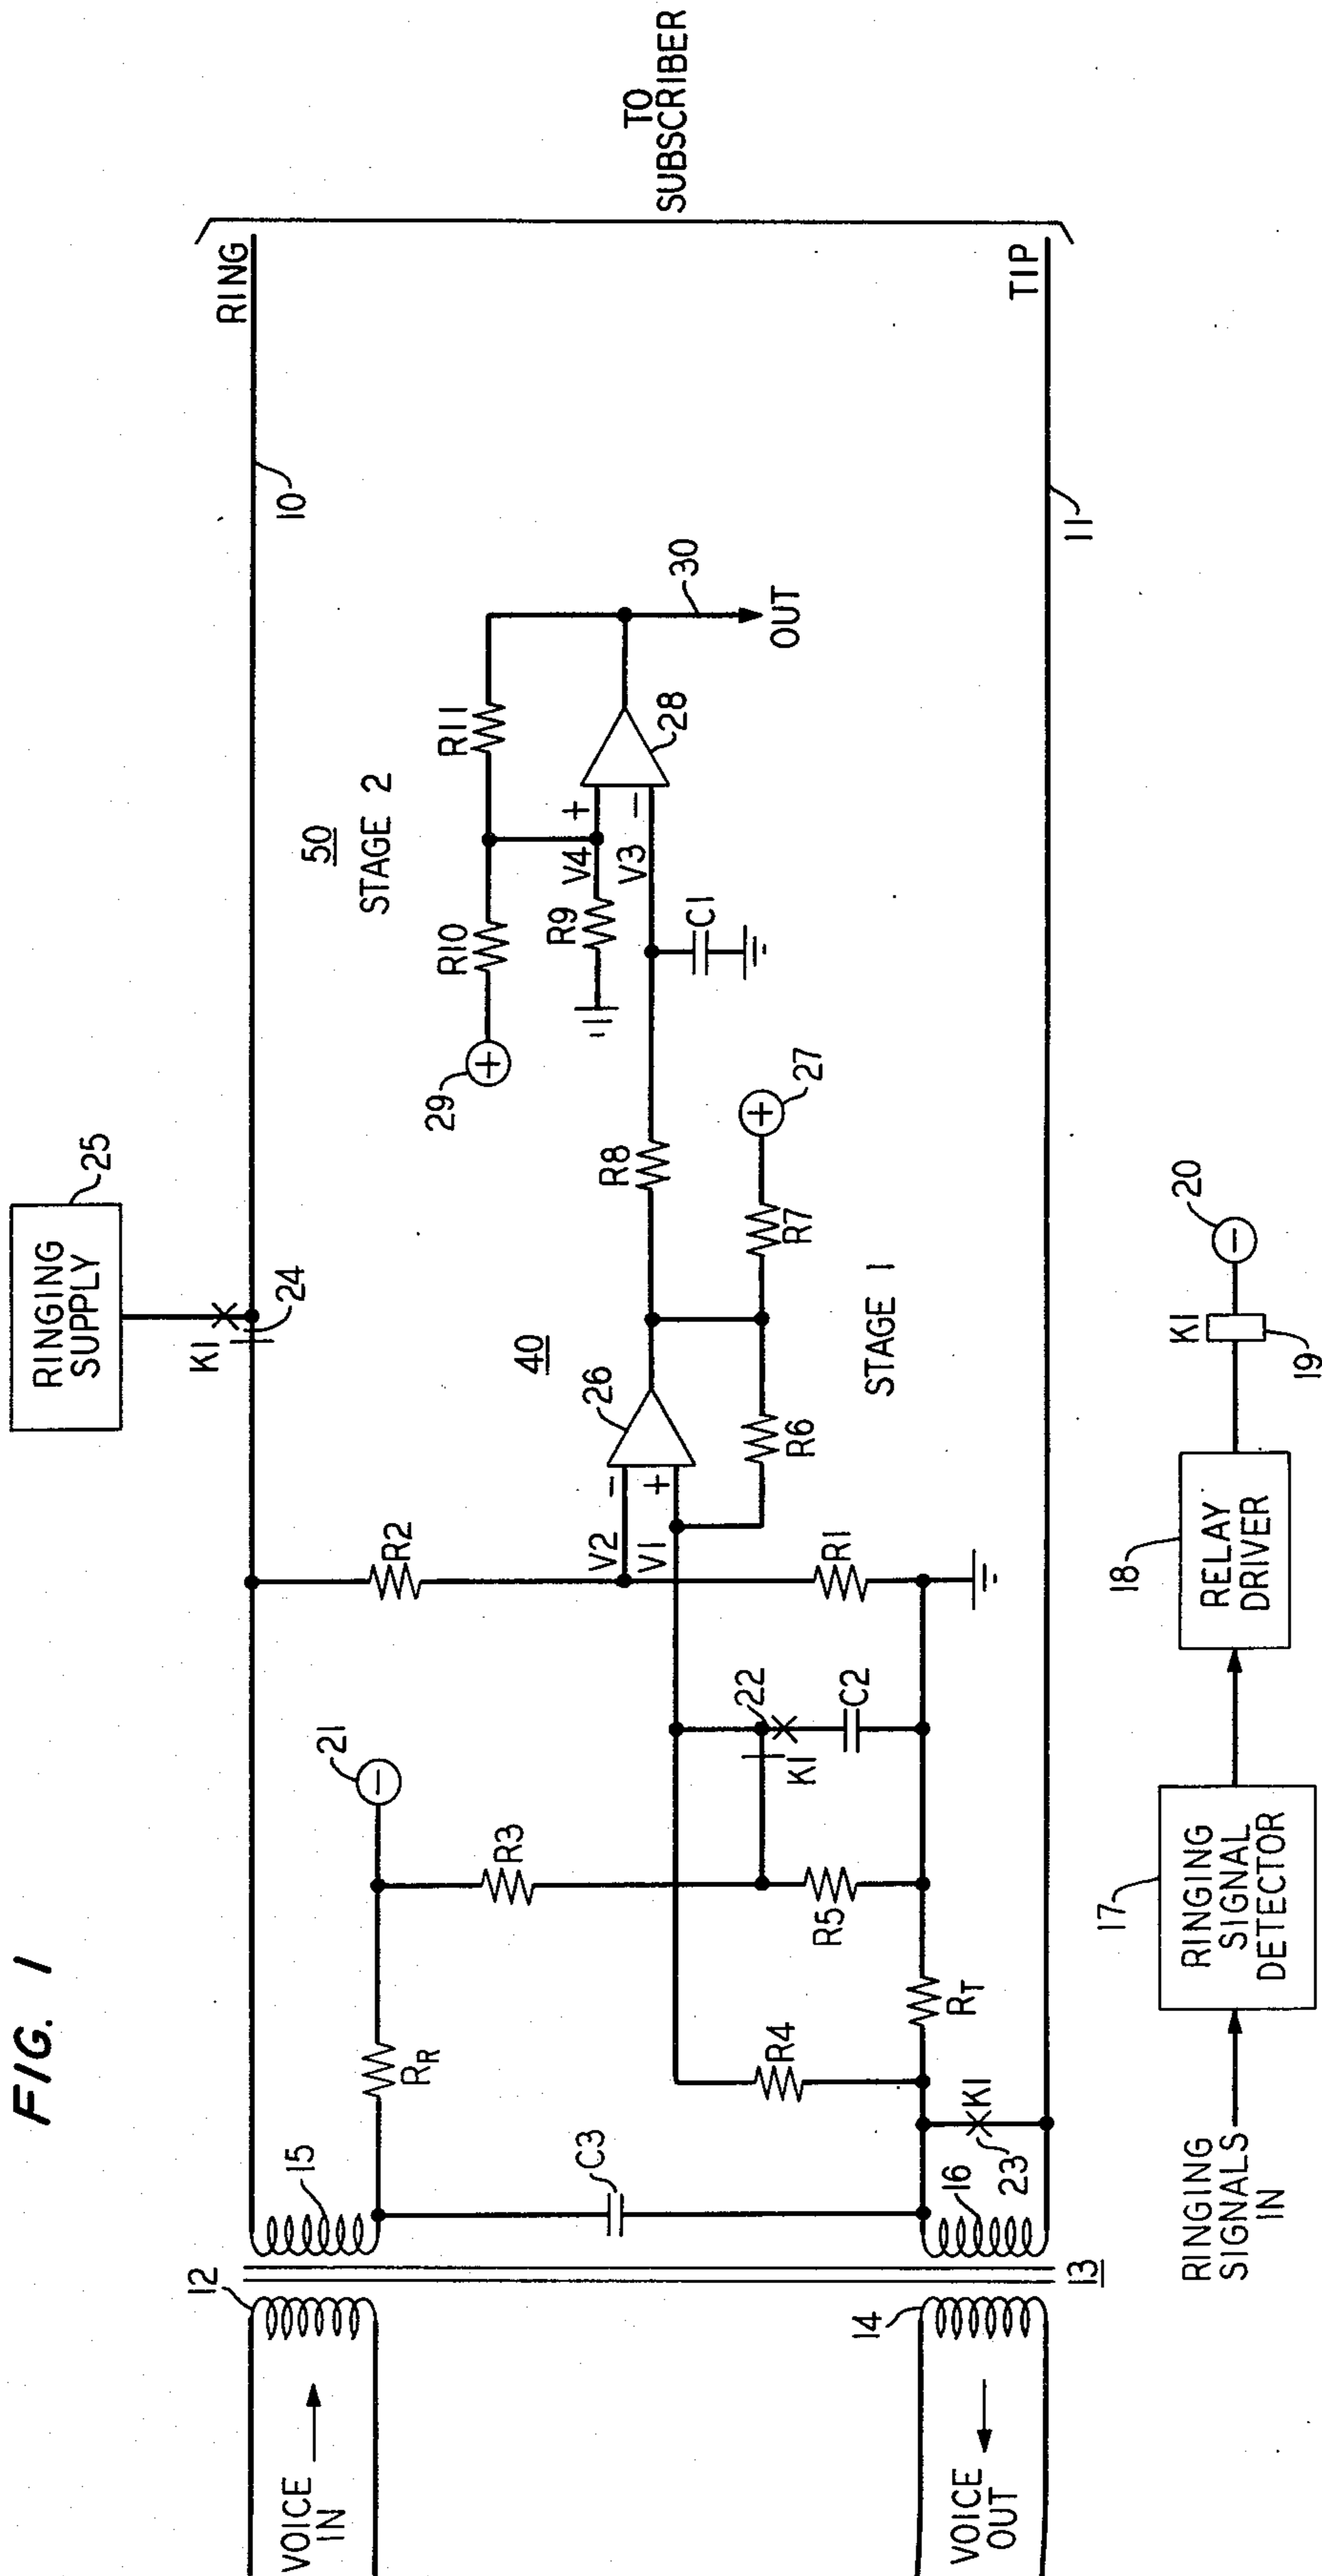 FIG. 1
RINGING
SUPPLY
25
K1
24
RING
10
TO
SUBSCRIBER
12
15
VOICE
IN
RR
21
R3
R2
50
STAGE 2
29
R10
R11
R9
V4
+
V3
−
28
30
OUT
C1
C3
V2
−
V1
+
26
40
R8
R6
R7
27
STAGE 1
R4
R5
22
K1
C2
R1
RT
14
16
23
K1
13
VOICE
OUT
TIP
11
RINGING
SIGNALS
IN
17
RINGING
SIGNAL
DETECTOR
18
RELAY
DRIVER
K1
19
20
−